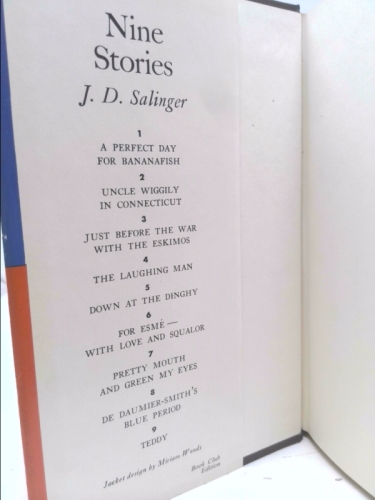 Nine
Stories
J. D. Salinger
1
A PERFECT DAY
FOR BANANAFISH
2
UNCLE WIGGILY
IN CONNECTICUT
3
JUST BEFORE THE WAR
WITH THE ESKIMOS
4
THE LAUGHING MAN
5
DOWN AT THE DINGHY
6
FOR ESMÉ—
WITH LOVE AND SQUALOR
7
PRETTY MOUTH
AND GREEN MY EYES
8
DE DAUMIER-SMITH'S
BLUE PERIOD
9
TEDDY
Jacket design by Miriam Woods
Book Club
Edition